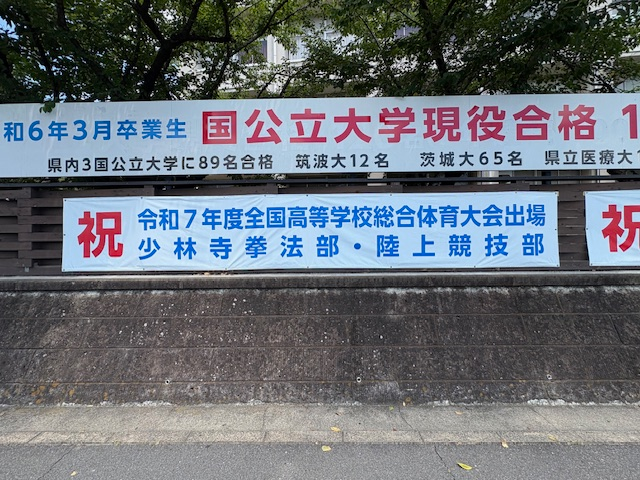 和6年3月卒業生 国公立大学現役合格 1
県内3国公立大学に89名合格 筑波大12名 茨城大65名 県立医療大1
祝 令和7年度全国高等学校総合体育大会出場
少林寺拳法部・陸上競技部
祝